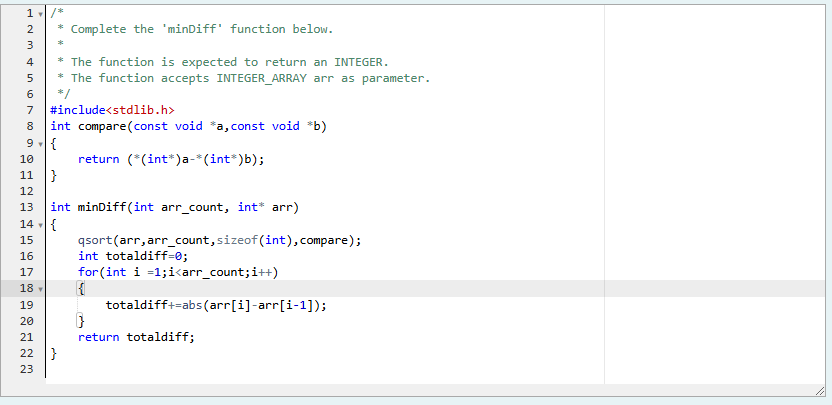 1 /*
2  * Complete the 'minDiff' function below.
3  *
4  * The function is expected to return an INTEGER.
5  * The function accepts INTEGER_ARRAY arr as parameter.
6  */
7 #include<stdlib.h>
8 int compare(const void *a,const void *b)
9 {
10     return (*(int*)a-*(int*)b);
11 }
12
13 int minDiff(int arr_count, int* arr)
14 {
15     qsort(arr,arr_count,sizeof(int),compare);
16     int totaldiff=0;
17     for(int i =1;i<arr_count;i++)
18     {
19         totaldiff+=abs(arr[i]-arr[i-1]);
20     }
21     return totaldiff;
22 }
23